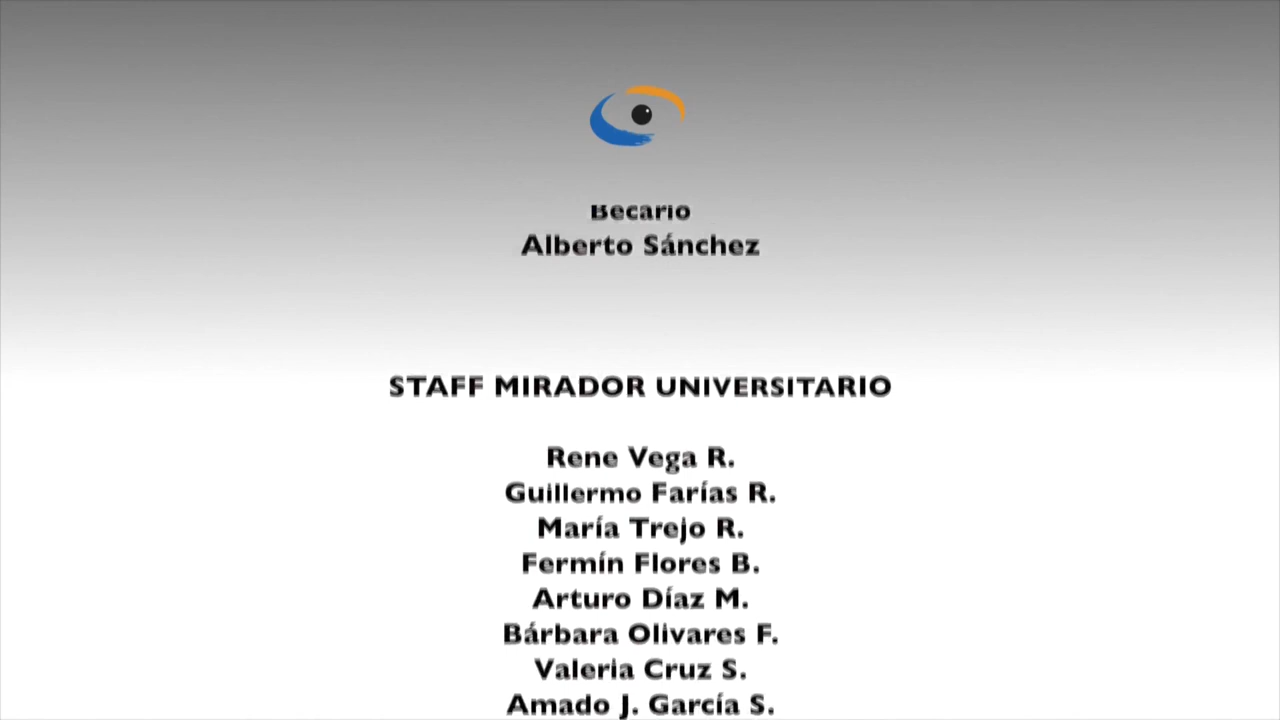 Becario
Alberto Sánchez
STAFF MIRADOR UNIVERSITARIO
Rene Vega R.
Guillermo Farías R.
María Trejo R.
Fermín Flores B.
Arturo Díaz M.
Bárbara Olivares F.
Valeria Cruz S.
Amado J. García S.